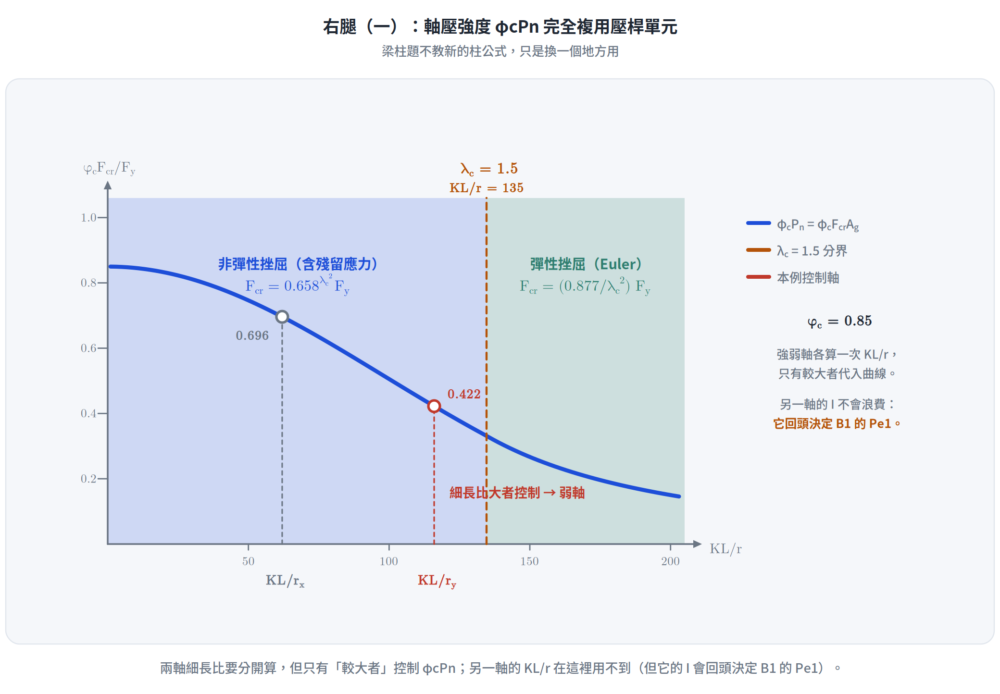 右腿（一）：軸壓強度 ϕcPn 完全複用壓桿單元
梁柱題不教新的柱公式，只是換一個地方用
φcFcr/Fy
λc = 1.5
KL/r = 135
1.0
0.8
0.6
0.4
0.2
非彈性挫屈（含殘留應力）
Fcr = 0.658^λc² Fy
彈性挫屈（Euler）
Fcr = (0.877/λc²) Fy
0.696
0.422
細長比大者控制 → 弱軸
50
100
150
200
KL/r
KL/rx
KL/ry
ϕcPn = ϕcFcrAg
λc = 1.5 分界
本例控制軸
φc = 0.85
強弱軸各算一次 KL/r，
只有較大者代入曲線。
另一軸的 I 不會浪費：
它回頭決定 B1 的 Pe1。
兩軸細長比要分開算，但只有「較大者」控制 ϕcPn；另一軸的 KL/r 在這裡用不到（但它的 I 會回頭決定 B1 的 Pe1）。